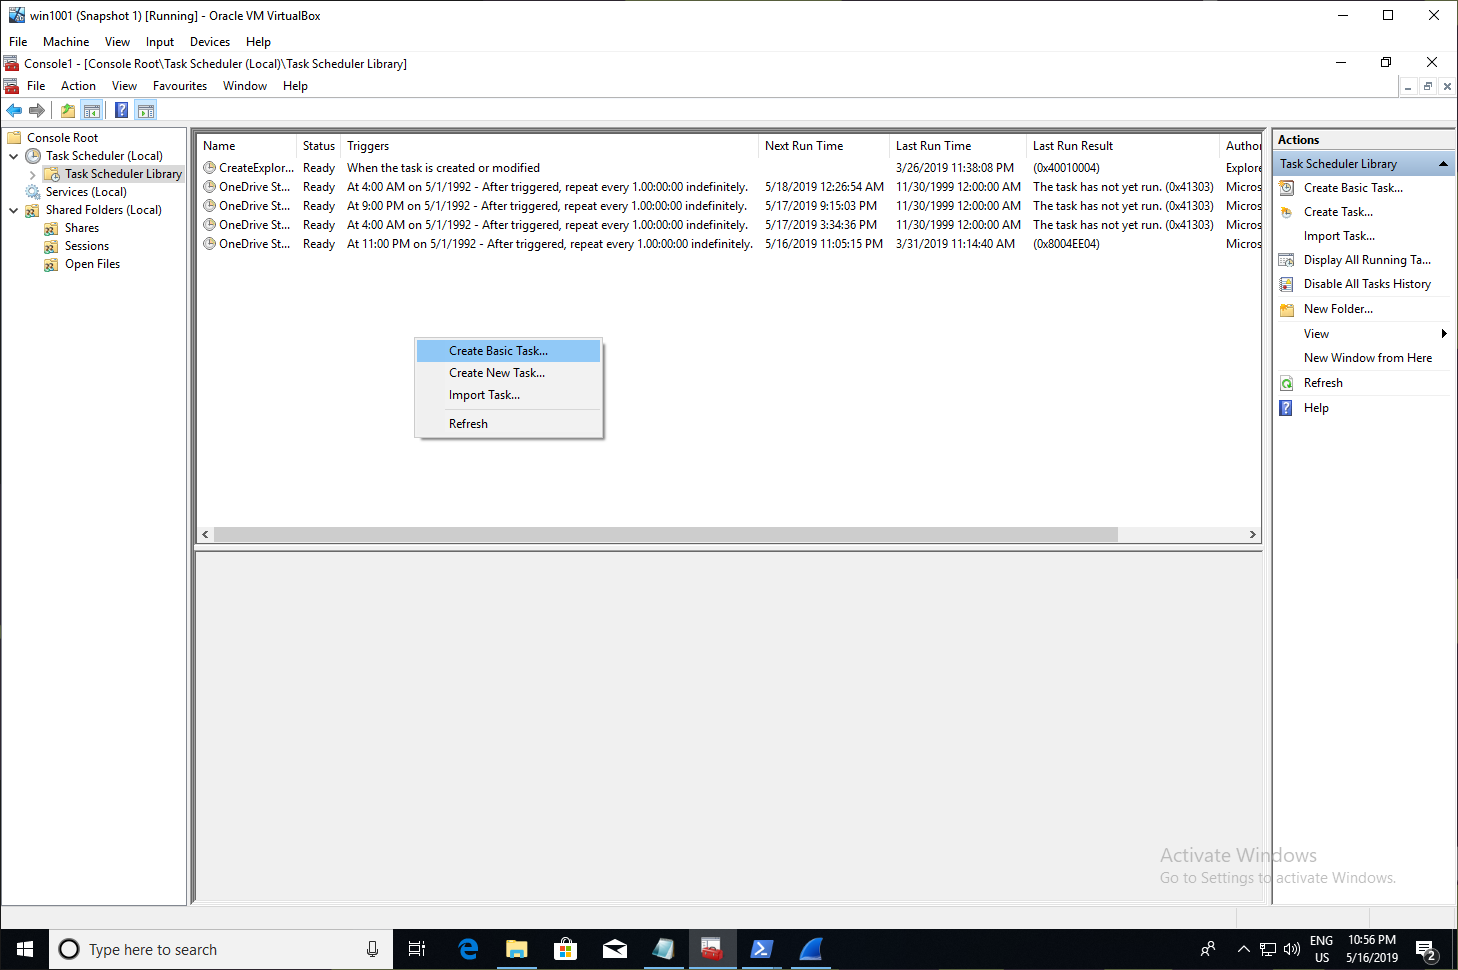 win1001 (Snapshot 1) [Running] - Oracle VM VirtualBox
File Machine View Input Devices Help
Console1 - [Console Root\Task Scheduler (Local)\Task Scheduler Library]
File Action View Favourites Window Help
Console Root
Task Scheduler (Local)
Task Scheduler Library
Services (Local)
Shared Folders (Local)
Shares
Sessions
Open Files
Name Status Triggers Next Run Time Last Run Time Last Run Result Author
CreateExplor... Ready When the task is created or modified 3/26/2019 11:38:08 PM (0x40010004) Explore
OneDrive St... Ready At 4:00 AM on 5/1/1992 - After triggered, repeat every 1.00:00:00 indefinitely. 5/18/2019 12:26:54 AM 11/30/1999 12:00:00 AM The task has not yet run. (0x41303) Micros
OneDrive St... Ready At 9:00 PM on 5/1/1992 - After triggered, repeat every 1.00:00:00 indefinitely. 5/17/2019 9:15:03 PM 11/30/1999 12:00:00 AM The task has not yet run. (0x41303) Micros
OneDrive St... Ready At 4:00 AM on 5/1/1992 - After triggered, repeat every 1.00:00:00 indefinitely. 5/17/2019 3:34:36 PM 11/30/1999 12:00:00 AM The task has not yet run. (0x41303) Micros
OneDrive St... Ready At 11:00 PM on 5/1/1992 - After triggered, repeat every 1.00:00:00 indefinitely. 5/16/2019 11:05:15 PM 3/31/2019 11:14:40 AM (0x8004EE04) Micros
Create Basic Task...
Create New Task...
Import Task...
Refresh
Actions
Task Scheduler Library
Create Basic Task...
Create Task...
Import Task...
Display All Running Ta...
Disable All Tasks History
New Folder...
View
New Window from Here
Refresh
Help
Activate Windows
Go to Settings to activate Windows.
Type here to search
ENG
US
10:56 PM
5/16/2019
2